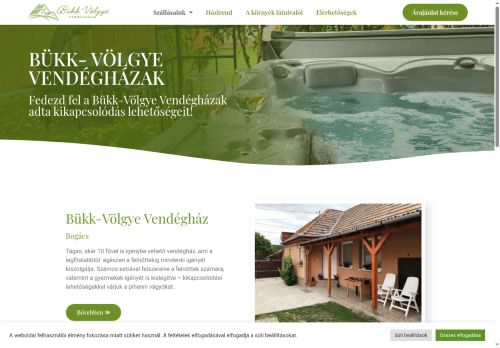 Bükk-Völgye
VENDÉGHÁZAK
Szállásaink
Házirend
A környék látnivalói
Elérhetőségek
Árajánlat kérése
BÜKK- VÖLGYE
VENDÉGHÁZAK
Fedezd fel a Bükk-Völgye Vendégházak
adta kikapcsolódás lehetőségeit!
Bükk-Völgye Vendégház
Bogács
Tágas, akár 10 fővel is igénybe vehető vendégház, ami a
legfiatalabbtól egészen a felnőttekig mindenki igényét
kiszolgálja. Számos extrával felszerelve a felnőttek számára,
valamint a gyermekek igényeit is kielégítve – kikapcsolódási
lehetőségekkel várjuk a pihenni vágyókat.
Bővebben »
A weboldal felhasználói élmény fokozása miatt sütiket használ. A feltételek elfogadásával elfogadja a süti beállításokat.
Süti beállítások
Összes elfogadása